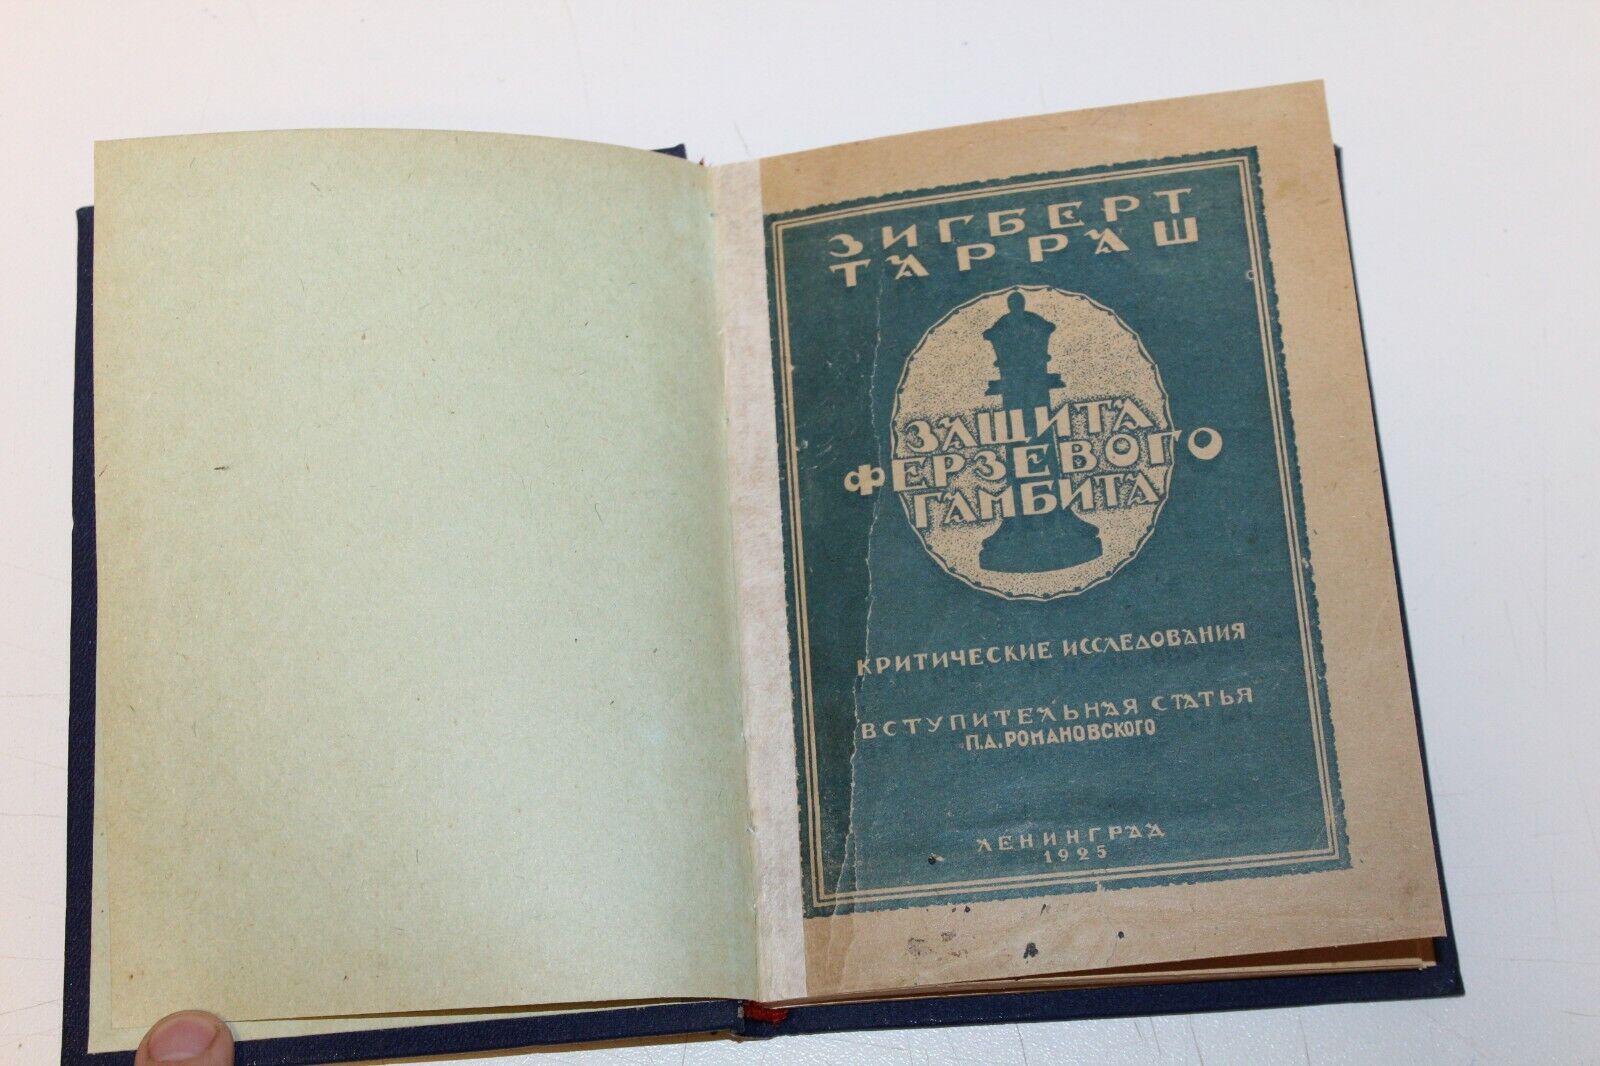 ЗИГБЕРТ
ТАРРАШ
ЗАЩИТА
ФЕРЗЕВОГО
ГАМБИТА
КРИТИЧЕСКИЕ ИССЛЕДОВАНИЯ
ВСТУПИТЕЛЬНАЯ СТАТЬЯ
П.А. РОМАНОВСКОГО
ЛЕНИНГРАД
1925